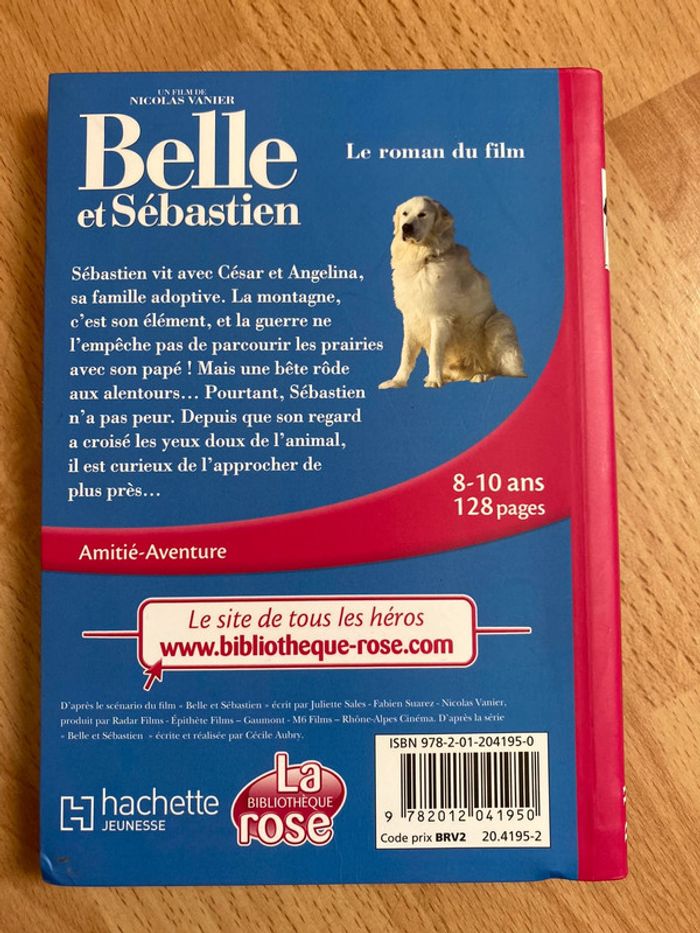 UN FILM DE
NICOLAS VANIER
Belle
et Sébastien
Le roman du film
Sébastien vit avec César et Angelina,
sa famille adoptive. La montagne,
c'est son élément, et la guerre ne
l'empêche pas de parcourir les prairies
avec son papé ! Mais une bête rôde
aux alentours… Pourtant, Sébastien
n'a pas peur. Depuis que son regard
a croisé les yeux doux de l'animal,
il est curieux de l'approcher de
plus près…
8-10 ans
128 pages
Amitié-Aventure
Le site de tous les héros
www.bibliotheque-rose.com
D'après le scénario du film « Belle et Sébastien » écrit par Juliette Sales - Fabien Suarez - Nicolas Vanier,
produit par Radar Films - Épithète Films – Gaumont - M6 Films – Rhône-Alpes Cinéma. D'après la série
« Belle et Sébastien » écrite et réalisée par Cécile Aubry.
hachette
JEUNESSE
La
BIBLIOTHÈQUE
rose
ISBN 978-2-01-204195-0
9 782012 041950
Code prix BRV2 20.4195-2